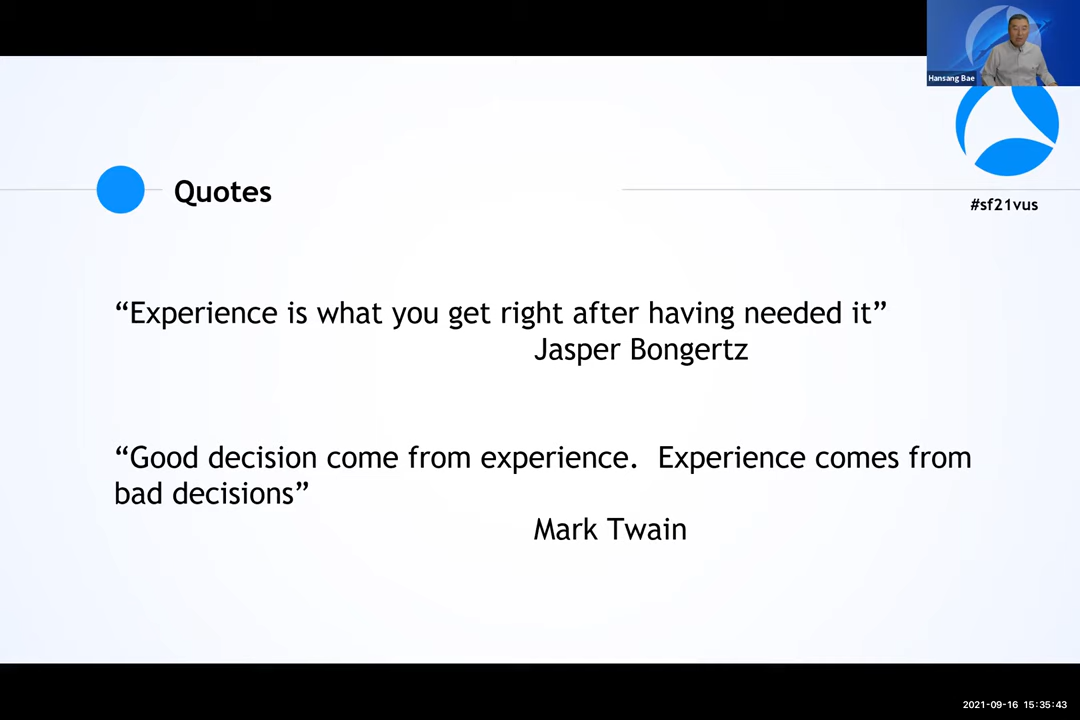 Hansang Bae
#sf21vus
Quotes
“Experience is what you get right after having needed it”
Jasper Bongertz
“Good decision come from experience.  Experience comes from
bad decisions”
Mark Twain
2021-09-16 15:35:43